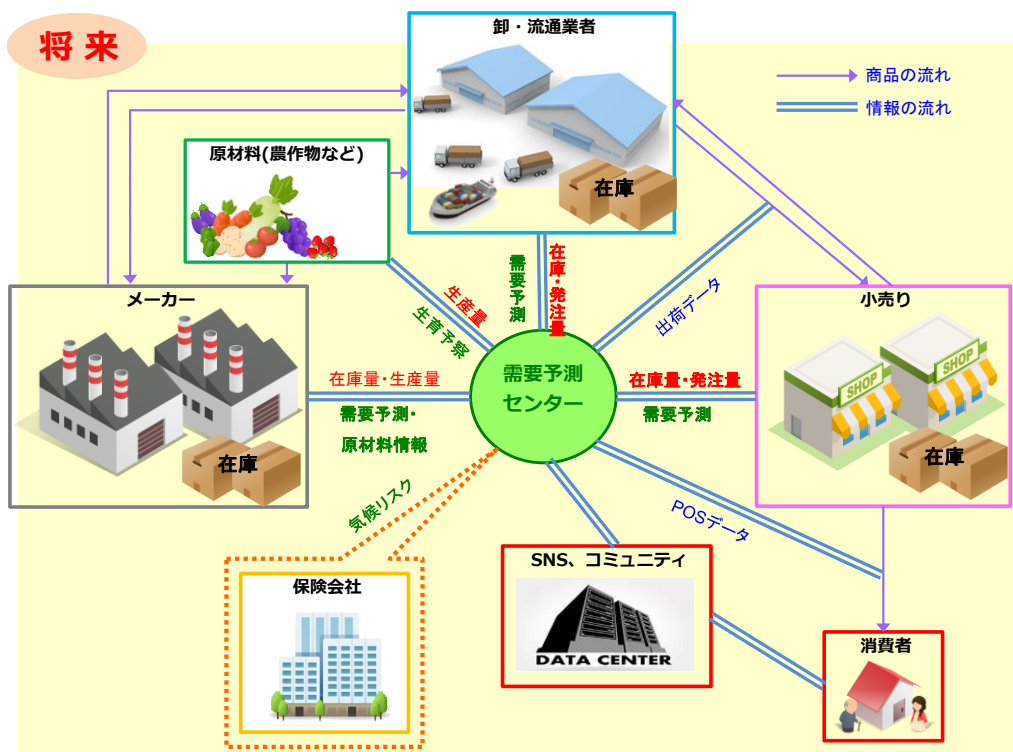 将 来
卸・流通業者
商品の流れ
情報の流れ
在庫
原材料(農作物など)
メーカー
在庫
小売り
SHOP
SHOP
在庫
生産量
生育予察
需要予測
在庫・発注量
出荷データ
需要予測
センター
在庫量・生産量
需要予測・
原材料情報
在庫量・発注量
需要予測
気候リスク
POSデータ
保険会社
SNS、コミュニティ
DATA CENTER
消費者